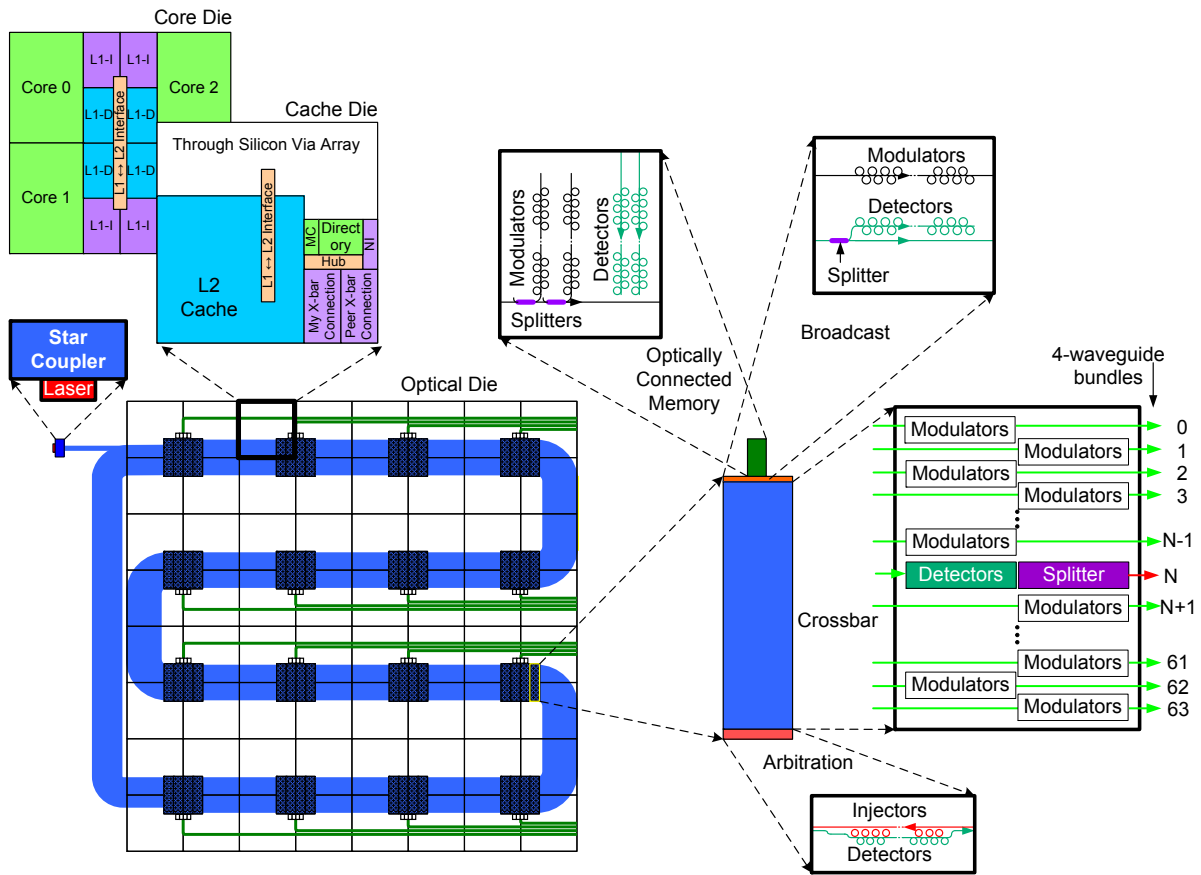 Core Die
L1-I
L1-I
Core 0
Core 2
L1-D
L1-D
L1-D
L1-D
L1 ↔ L2 Interface
Core 1
L1-I
L1-I
Cache Die
Through Silicon Via Array
L1 ↔ L2 Interface
L2
Cache
MC
Direct
ory
NI
Hub
My X-bar
Connection
Peer X-bar
Connection
Star
Coupler
Laser
Optical Die
Modulators
Detectors
Splitters
Optically
Connected
Memory
Modulators
Detectors
Splitter
Broadcast
4-waveguide
bundles
Crossbar
Modulators
0
Modulators
1
Modulators
2
Modulators
3
Modulators
N-1
Detectors
Splitter
N
Modulators
N+1
Modulators
61
Modulators
62
Modulators
63
Arbitration
Injectors
Detectors